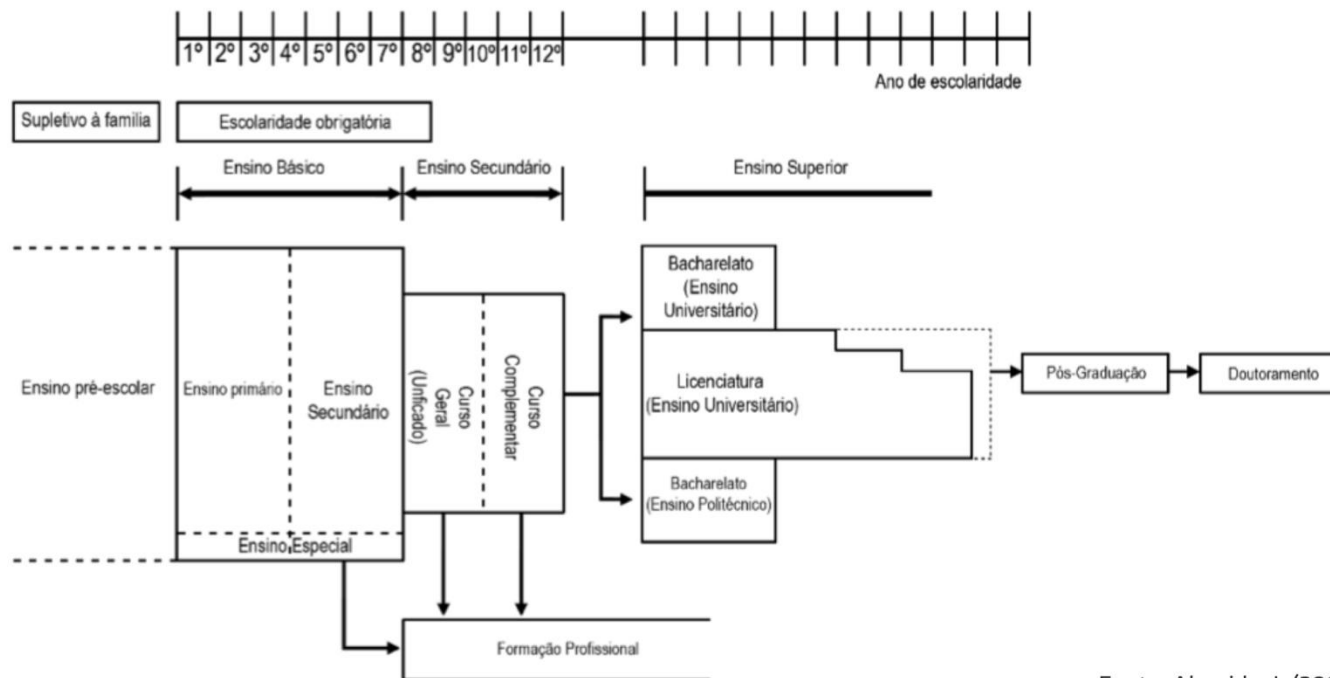 1º 2º 3º 4º 5º 6º 7º 8º 9º 10º 11º 12º
Ano de escolaridade
Supletivo à familia
Escolaridade obrigatória
Ensino Básico
Ensino Secundário
Ensino Superior
Ensino pré-escolar
Ensino primário
Ensino
Secundário
Ensino Especial
Curso
Geral
(Unficado)
Curso
Complementar
Bacharelato
(Ensino
Universitário)
Licenciatura
(Ensino Universitário)
Bacharelato
(Ensino Politécnico)
Pós-Graduação
Doutoramento
Formação Profissional